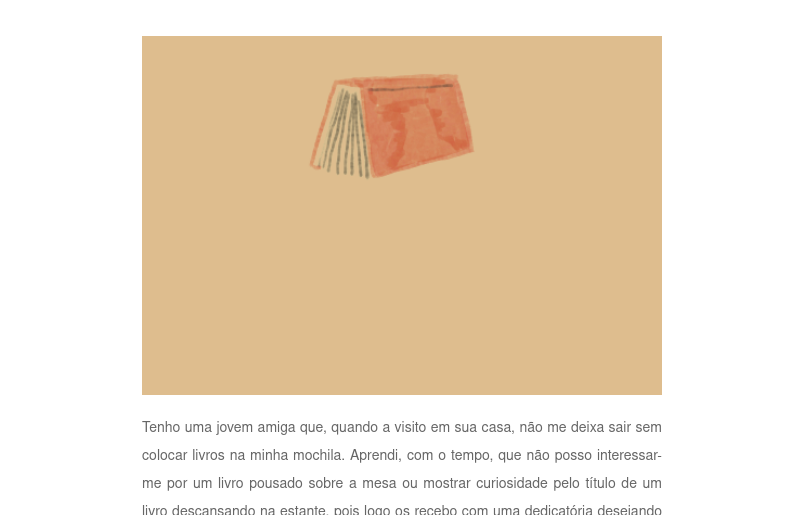 Tenho uma jovem amiga que, quando a visito em sua casa, não me deixa sair sem
colocar livros na minha mochila. Aprendi, com o tempo, que não posso interessar-
me por um livro pousado sobre a mesa ou mostrar curiosidade pelo título de um
livro descansando na estante, pois logo os recebo com uma dedicatória desejando